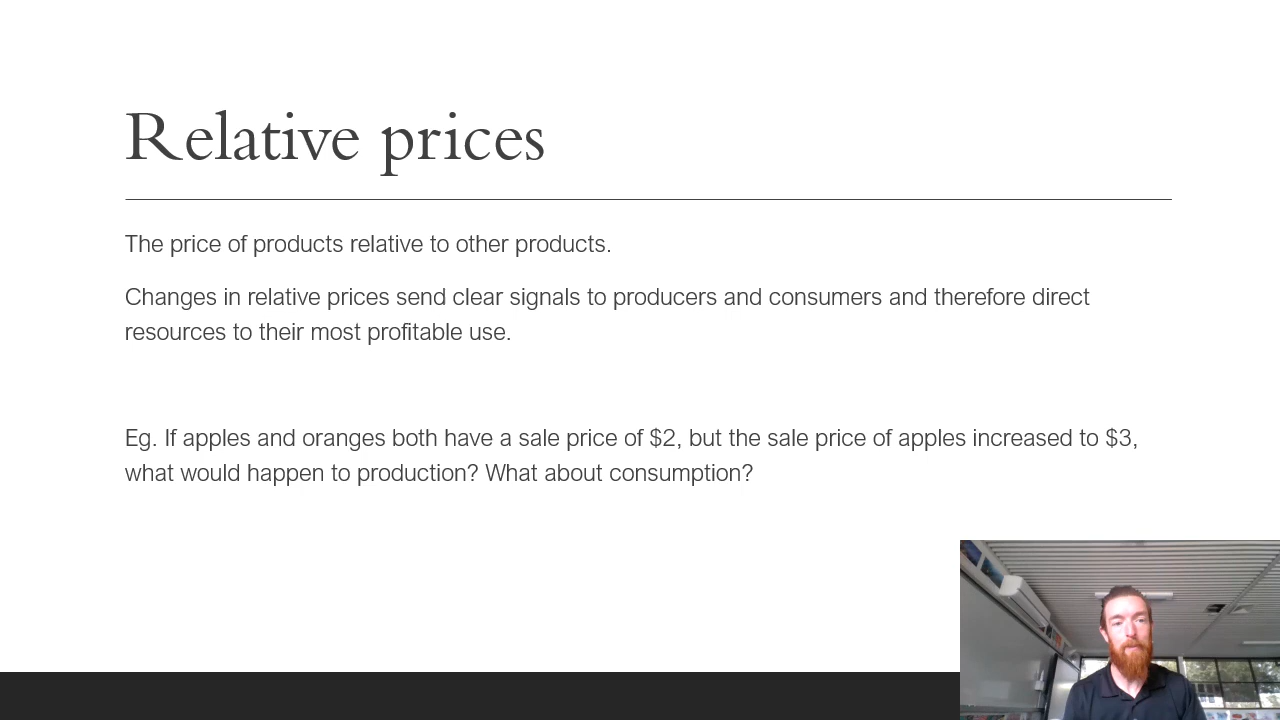 Relative prices
The price of products relative to other products.
Changes in relative prices send clear signals to producers and consumers and therefore direct
resources to their most profitable use.
Eg. If apples and oranges both have a sale price of $2, but the sale price of apples increased to $3,
what would happen to production? What about consumption?